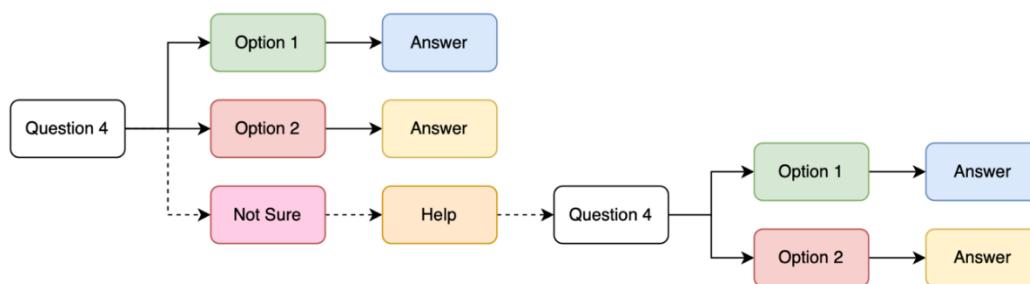 Option 1
Answer
Question 4
Option 2
Answer
Option 1
Answer
Not Sure
Help
Question 4
Option 2
Answer